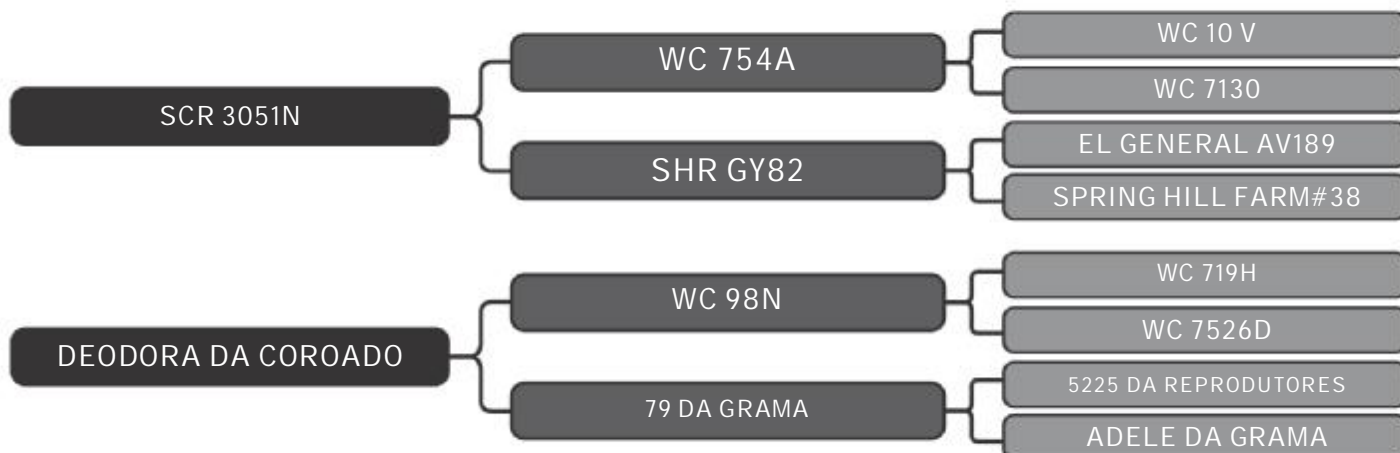 SCR 3051N
WC 754A
WC 10 V
WC 7130
SHR GY82
EL GENERAL AV189
SPRING HILL FARM#38
DEODORA DA COROADO
WC 98N
WC 719H
WC 7526D
79 DA GRAMA
5225 DA REPRODUTORES
ADELE DA GRAMA